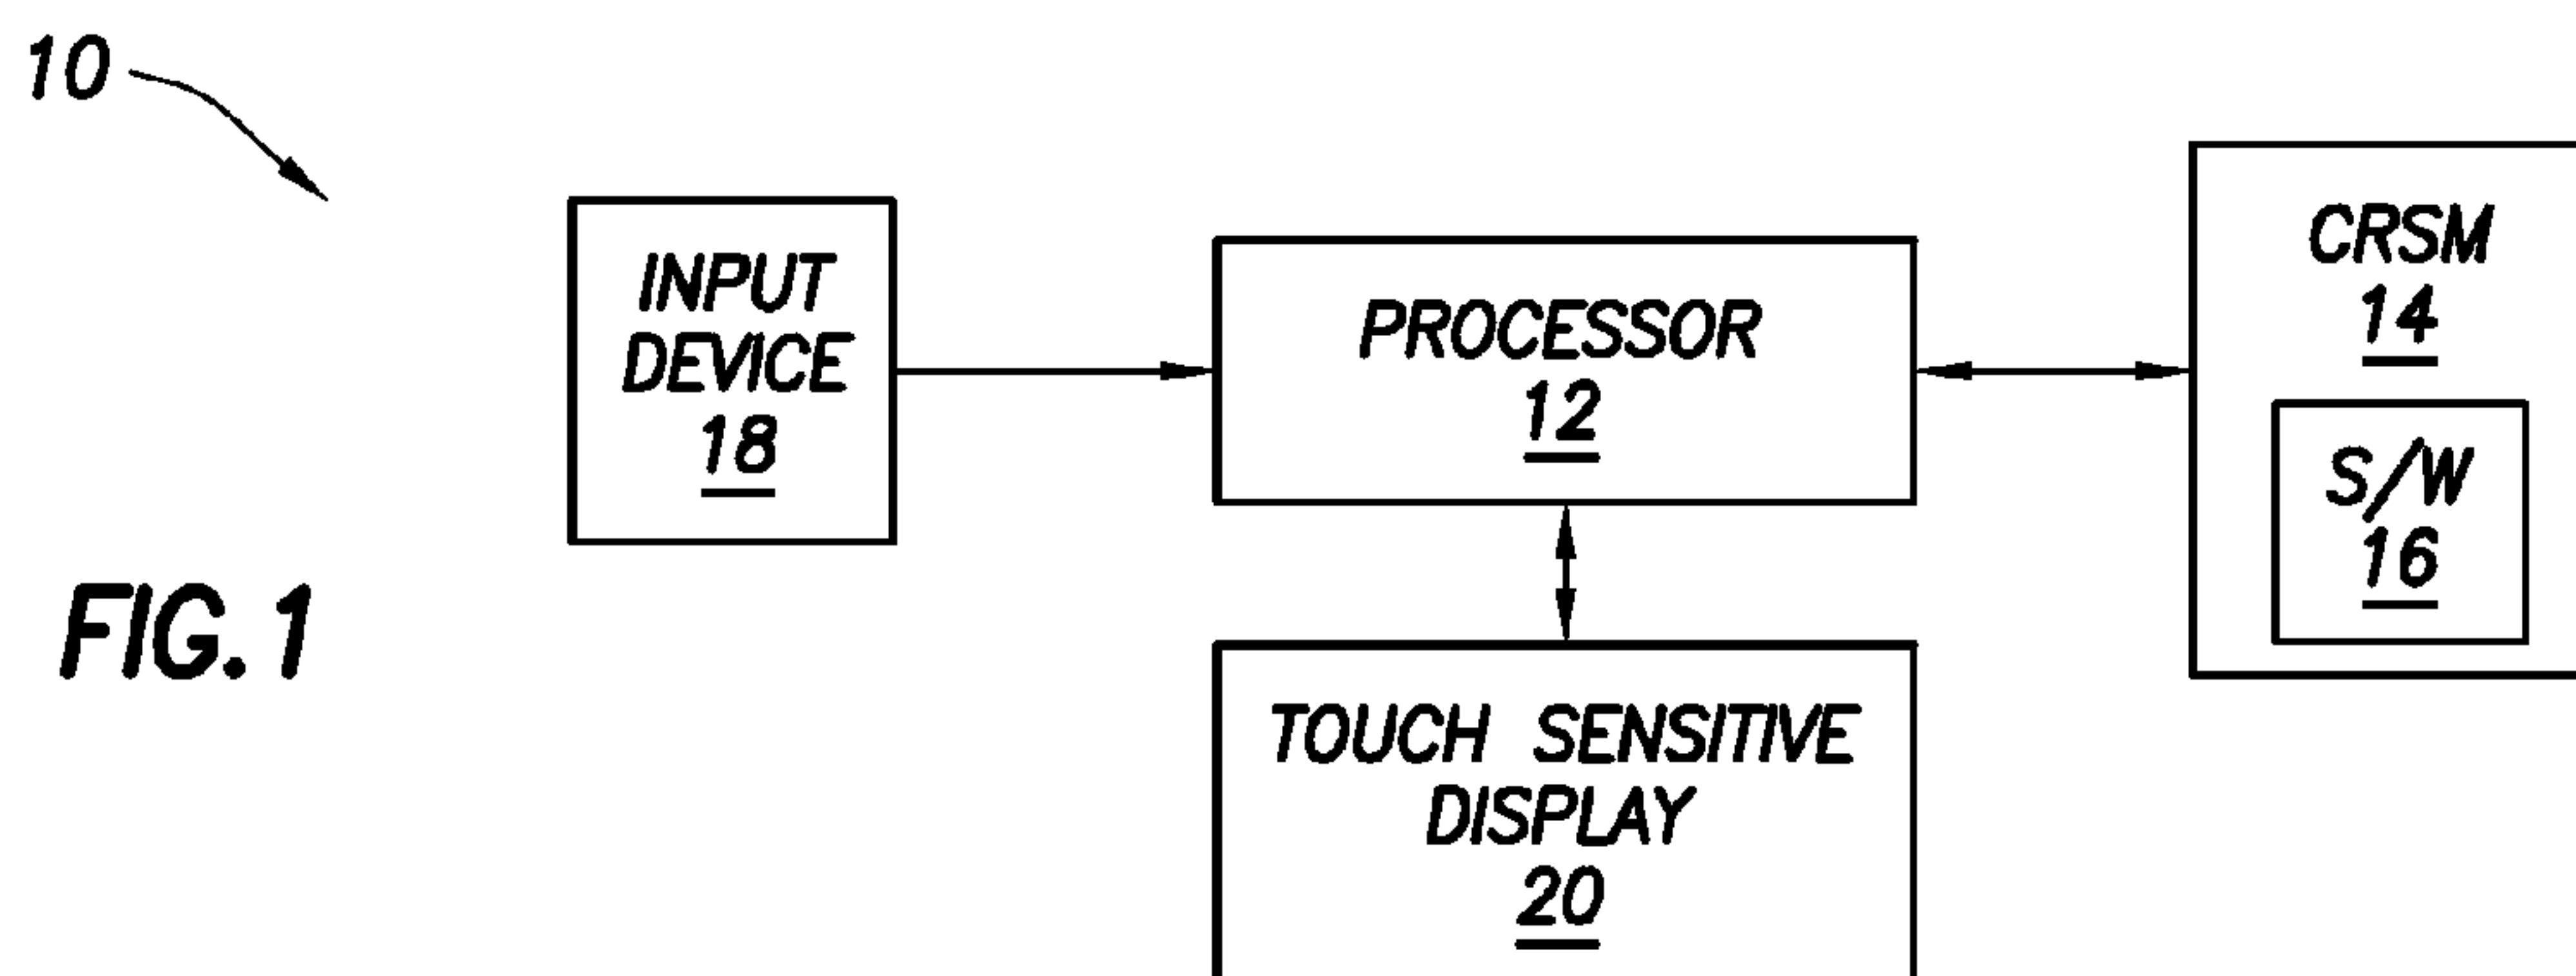 10
INPUT
DEVICE
18
PROCESSOR
12
CRSM
14
S/W
16
TOUCH SENSITIVE
DISPLAY
20
FIG. 1